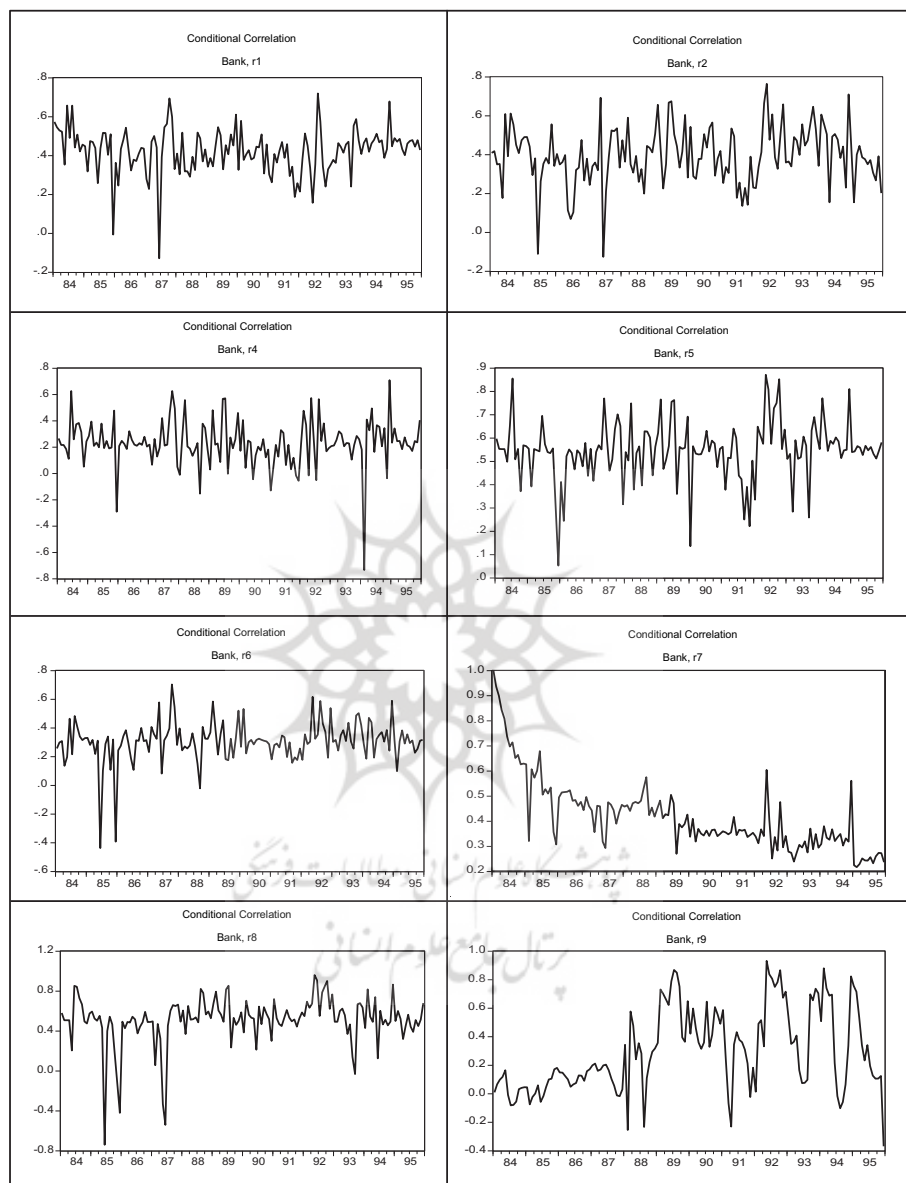 Conditional Correlation
Bank, r1
.8
.6
.4
.2
.0
-.2
84 85 86 87 88 89 90 91 92 93 94 95
Conditional Correlation
Bank, r2
.8
.6
.4
.2
.0
-.2
84 85 86 87 88 89 90 91 92 93 94 95
Conditional Correlation
Bank, r4
.8
.6
.4
.2
.0
-.2
-.4
-.6
-.8
84 85 86 87 88 89 90 91 92 93 94 95
Conditional Correlation
Bank, r5
.9
.8
.7
.6
.5
.4
.3
.2
.1
.0
84 85 86 87 88 89 90 91 92 93 94 95
Conditional Correlation
Bank, r6
.8
.6
.4
.2
.0
-.2
-.4
-.6
84 85 86 87 88 89 90 91 92 93 94 95
Conditional Correlation
Bank, r7
1.0
0.9
0.8
0.7
0.6
0.5
0.4
0.3
0.2
84 85 86 87 88 89 90 91 92 93 94 95
پژوهشگاه علوم انسانی و مطالعات فرهنگی
پرتال جامع علوم انسانی
Conditional Correlation
Bank, r8
1.2
0.8
0.4
0.0
-0.4
-0.8
84 85 86 87 88 89 90 91 92 93 94 95
Conditional Correlation
Bank, r9
1.0
0.8
0.6
0.4
0.2
0.0
-0.2
-0.4
84 85 86 87 88 89 90 91 92 93 94 95